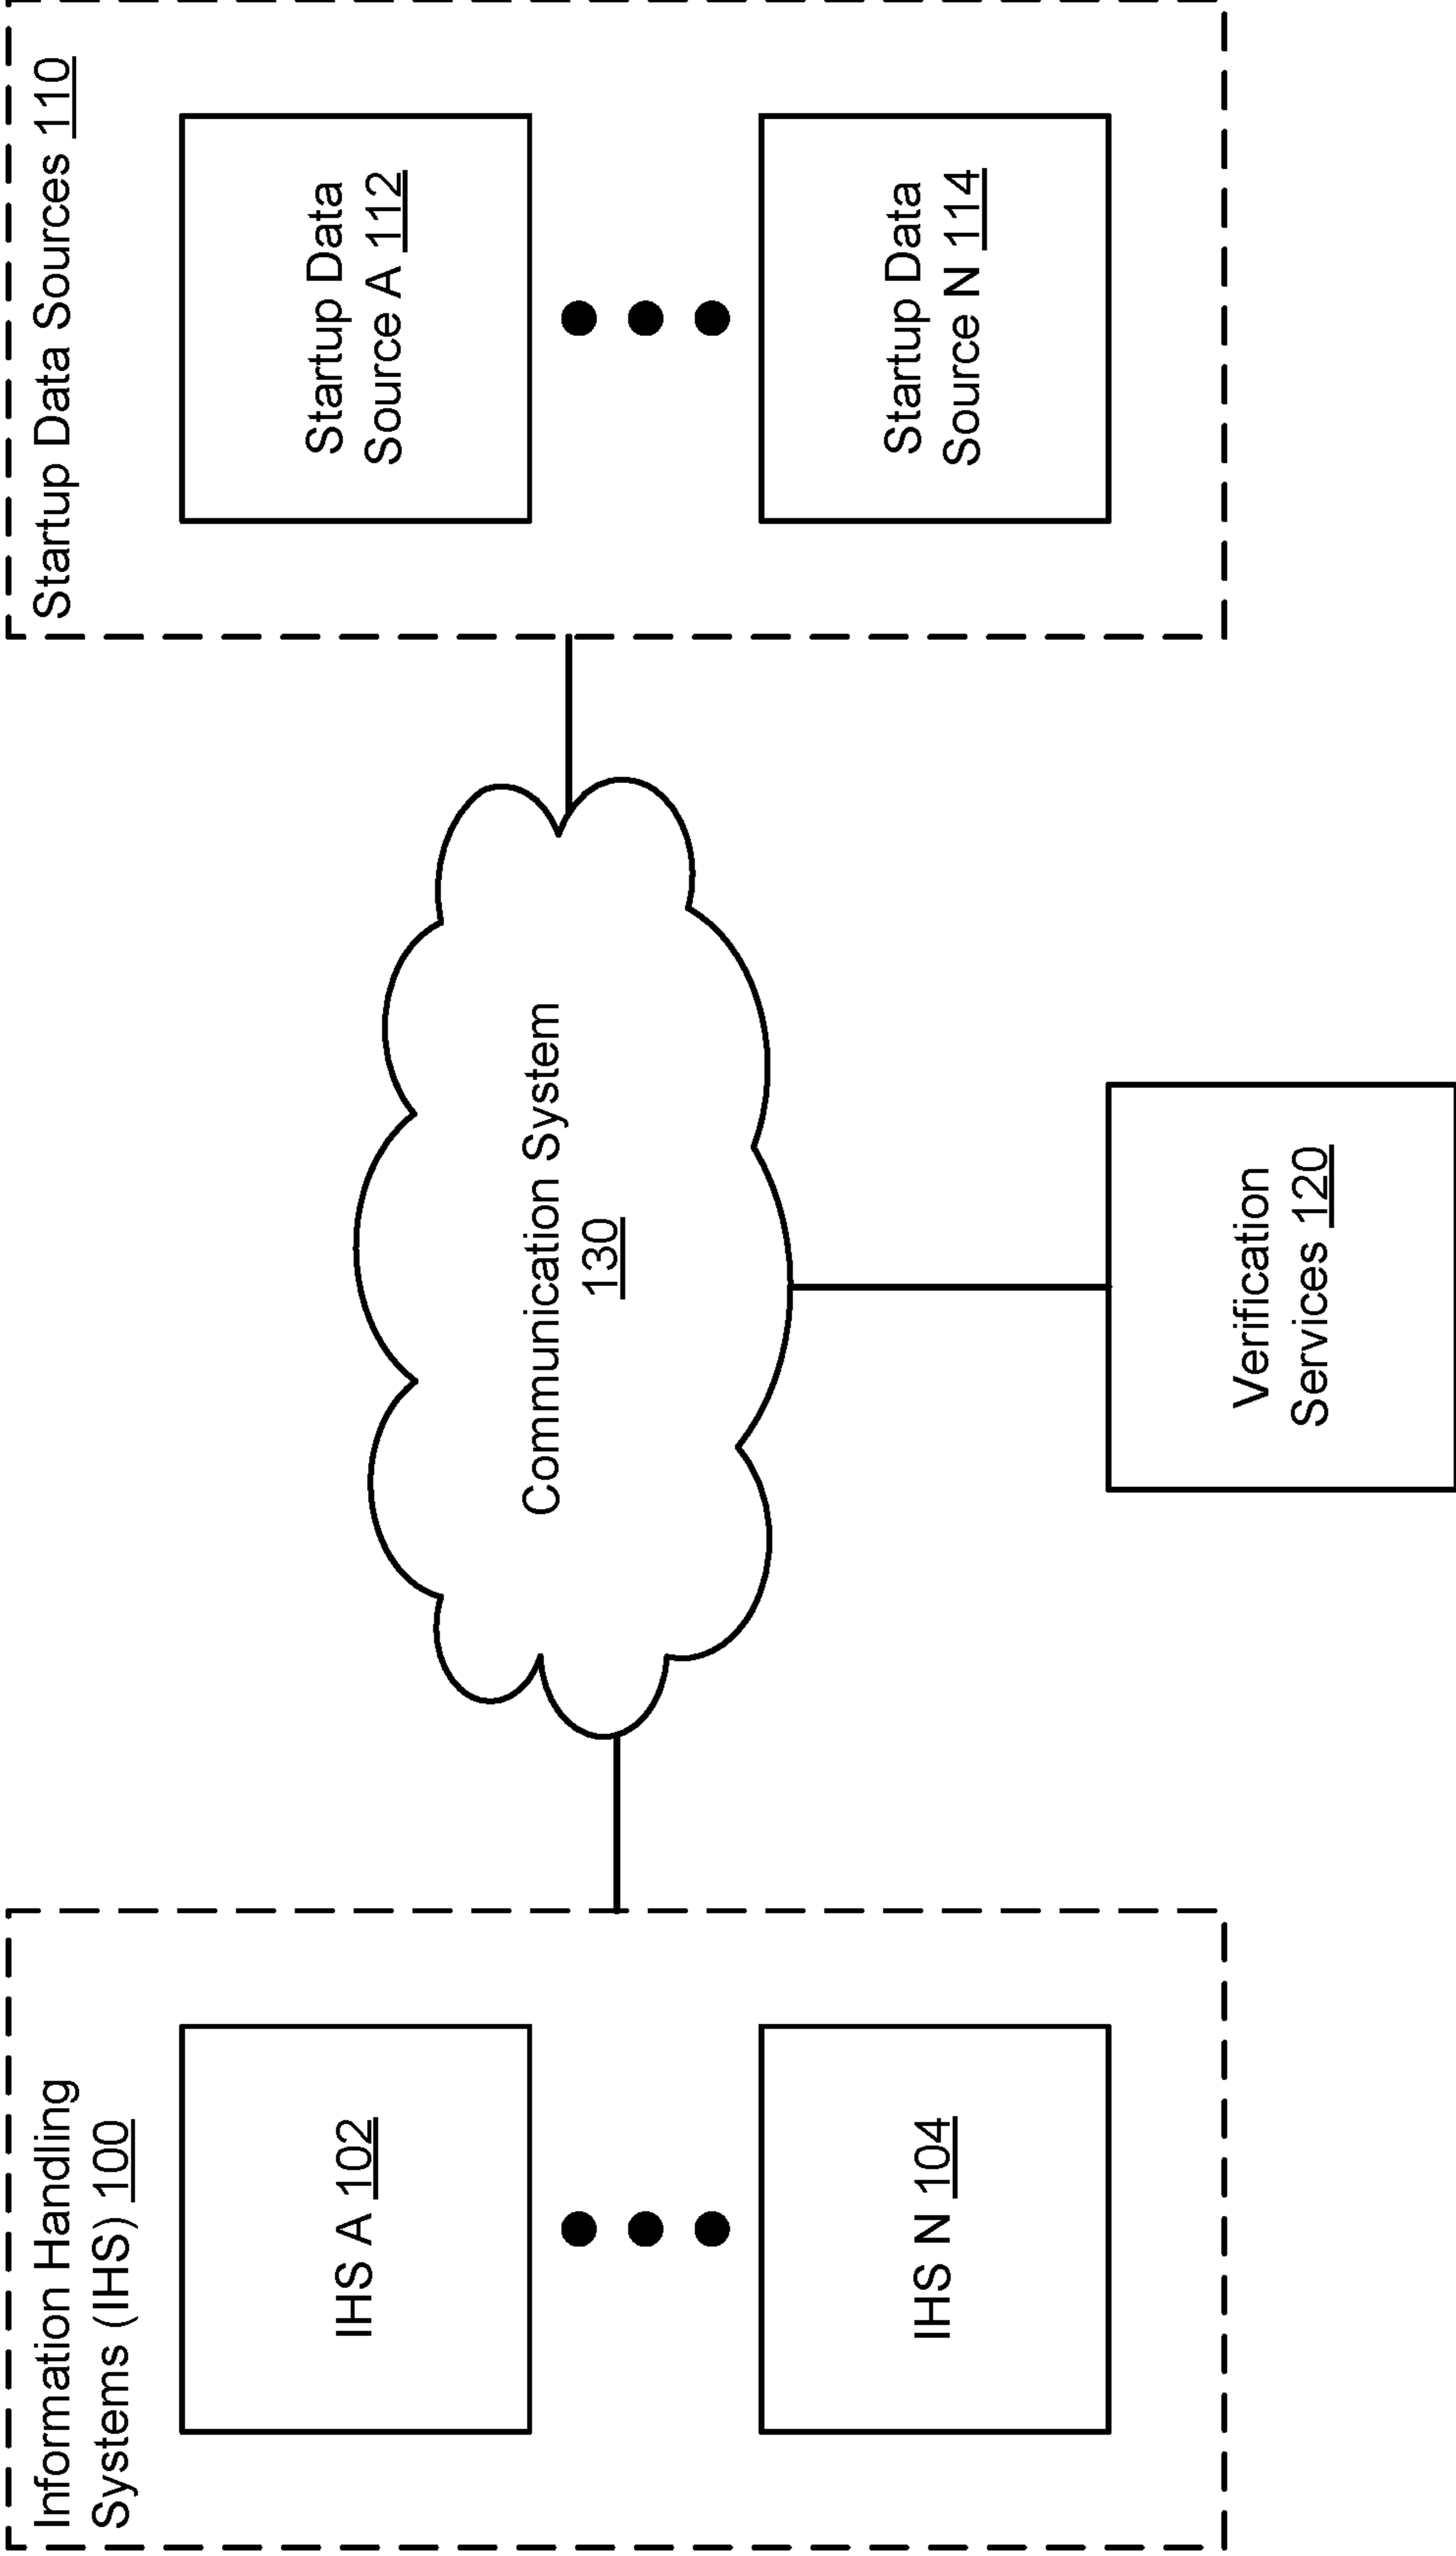 Information Handling
Systems (IHS) 100
IHS A 102
IHS N 104
Communication System
130
Verification
Services 120
Startup Data Sources 110
Startup Data
Source A 112
Startup Data
Source N 114